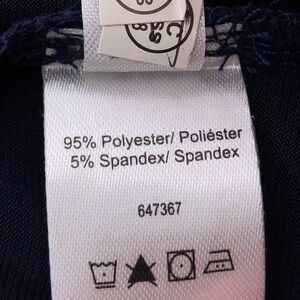 95% Polyester/ Poliéster
5% Spandex/ Spandex
647367